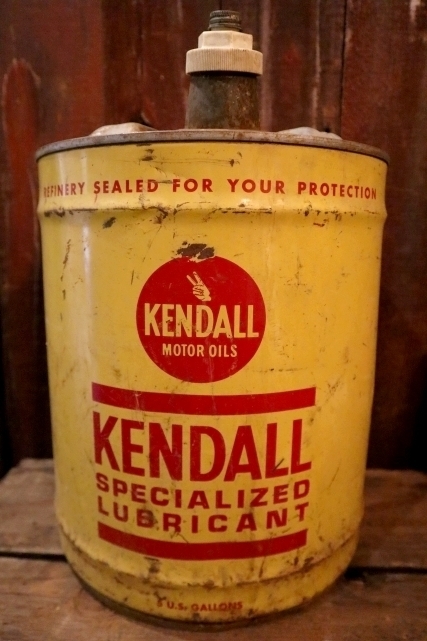 REFINERY SEALED FOR YOUR PROTECTION
KENDALL
MOTOR OILS
KENDALL
SPECIALIZED
LUBRICANT
5 U.S. GALLONS